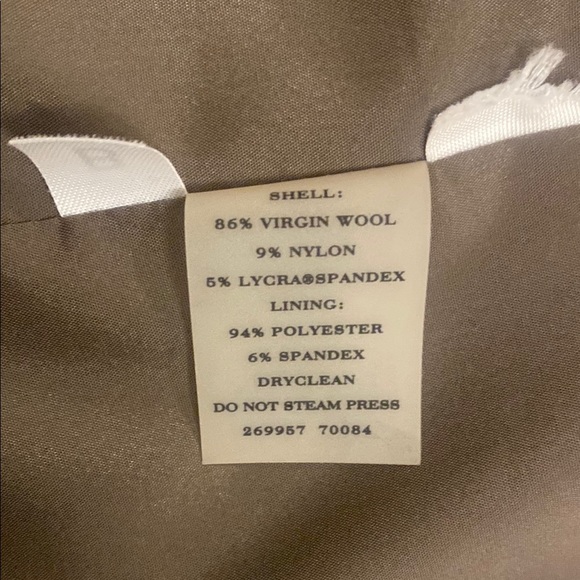 SHELL:
86% VIRGIN WOOL
9% NYLON
5% LYCRA®SPANDEX
LINING:
94% POLYESTER
6% SPANDEX
DRYCLEAN
DO NOT STEAM PRESS
269957 70084